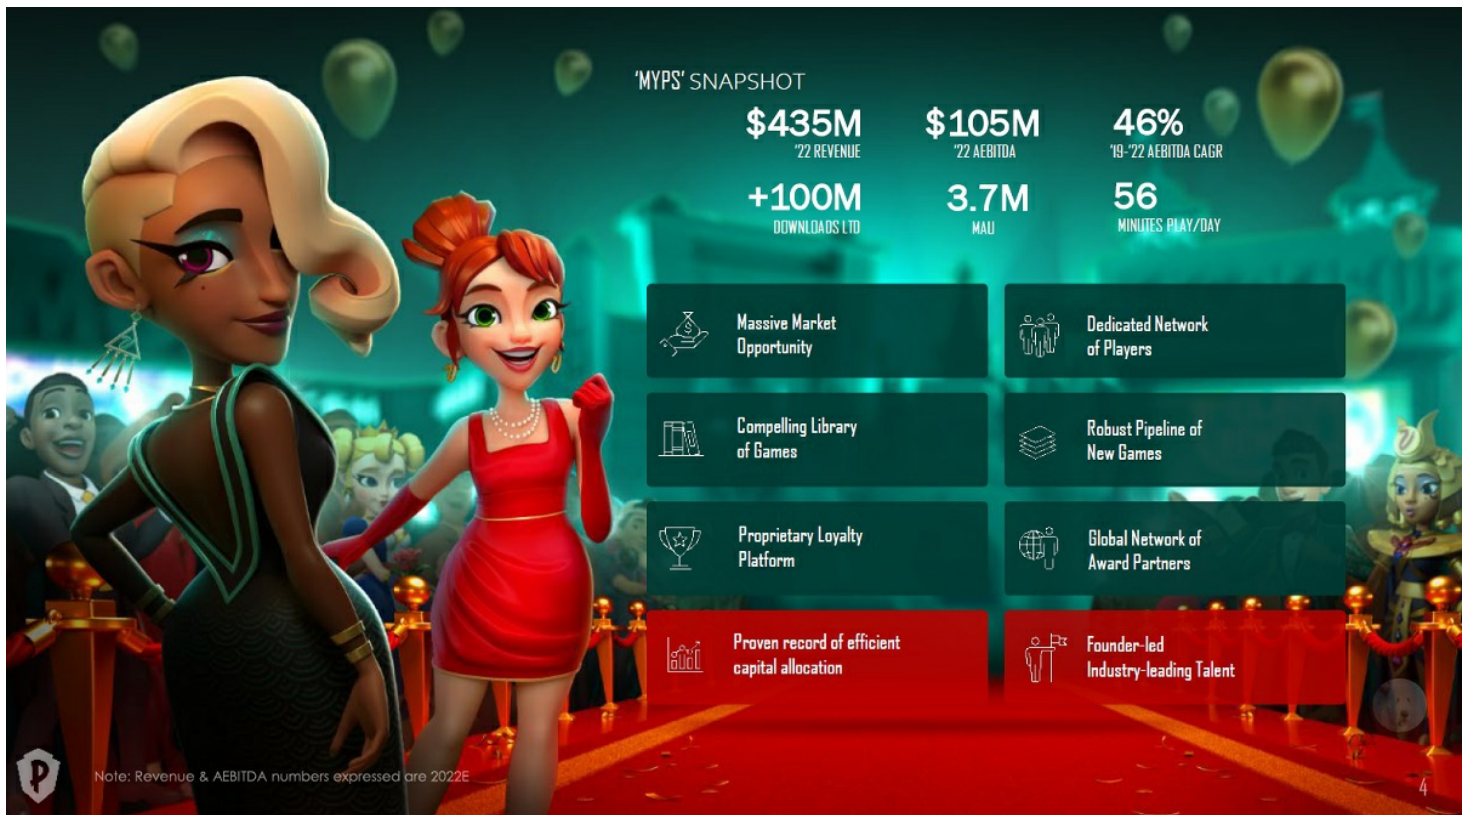 'MYPS' SNAPSHOT
$435M
'22 REVENUE
$105M
'22 AEBITDA
46%
'19-'22 AEBITDA CAGR
+100M
DOWNLOADS LTD
3.7M
MAU
56
MINUTES PLAY/DAY
Massive Market
Opportunity
Dedicated Network
of Players
Compelling Library
of Games
Robust Pipeline of
New Games
Proprietary Loyalty
Platform
Global Network of
Award Partners
Proven record of efficient
capital allocation
Founder-led
Industry-leading Talent
P
Note: Revenue & AEBITDA numbers expressed are 2022E
4